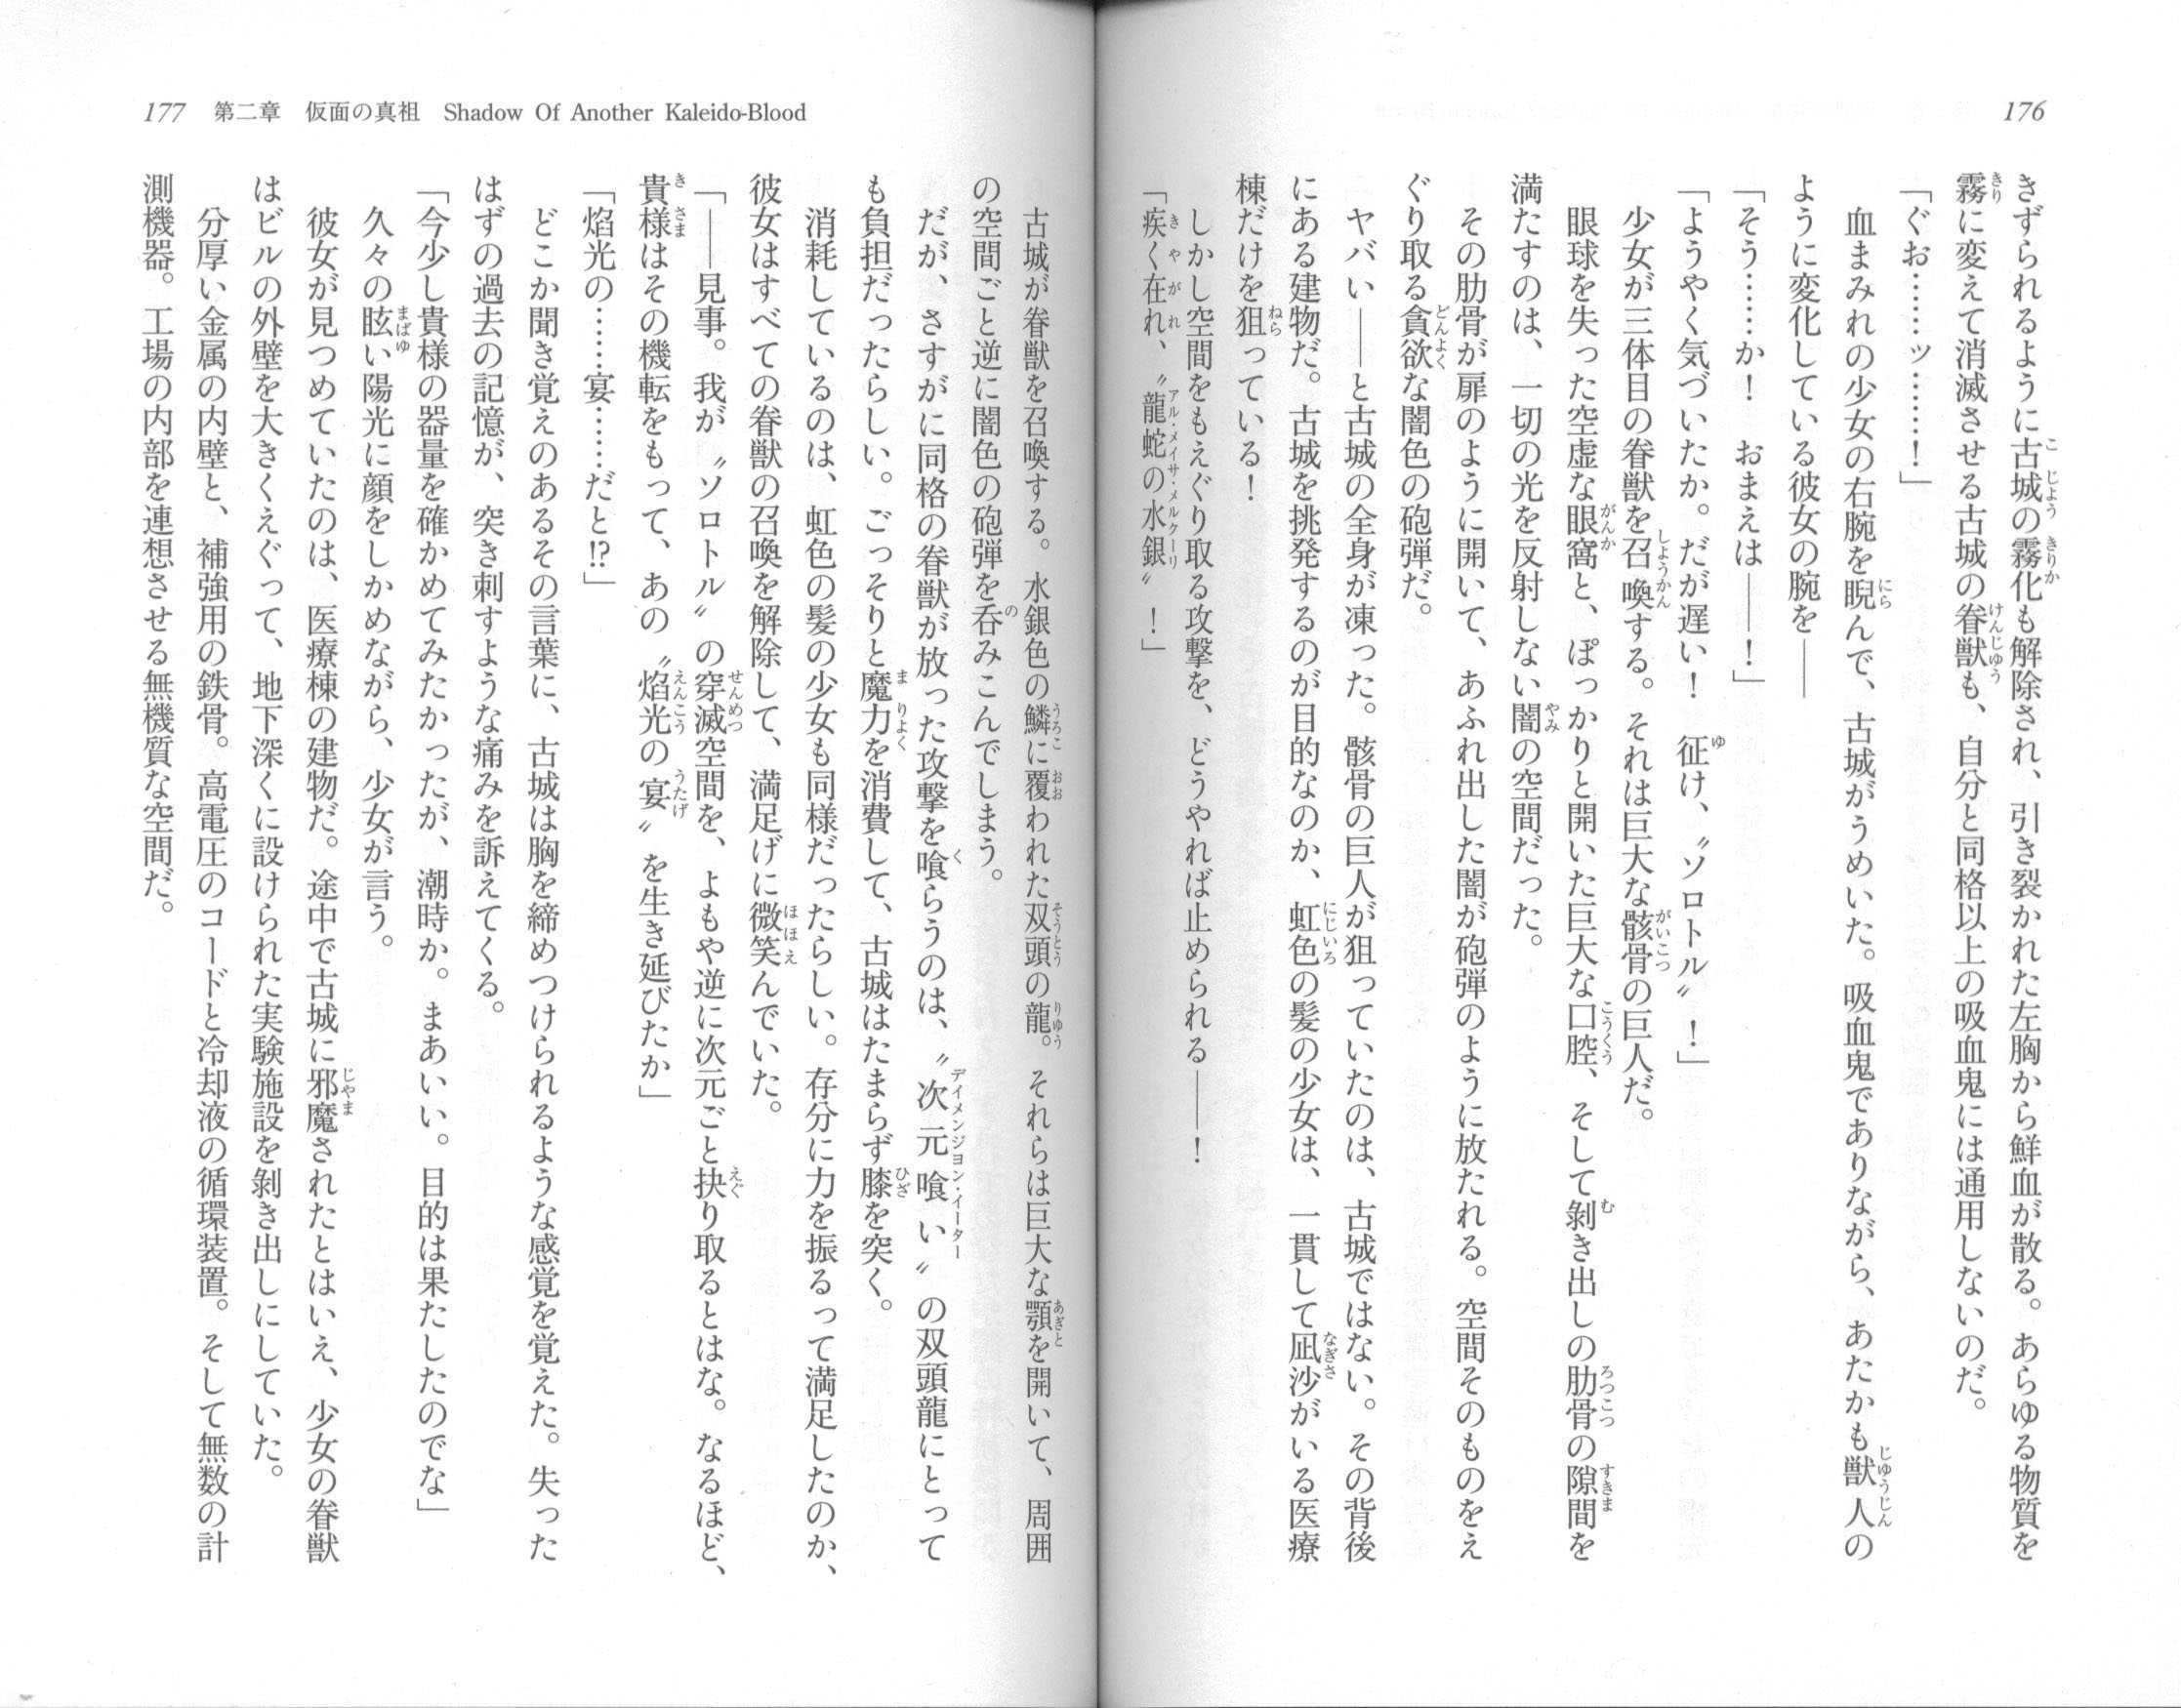 176
きずられるように古城の霧化も解除され、引き裂かれた左胸から鮮血が散る。あらゆる物質を
霧に変えて消滅させる古城の眷獣も、自分と同格以上の吸血鬼には通用しないのだ。
「ぐお……ッ……！」
血まみれの少女の右腕を睨んで、古城がうめいた。吸血鬼でありながら、あたかも獣人の
ように変化している彼女の腕を——
「そう……か！　おまえは——！」
「ようやく気づいたか。だが遅い！　征け、〝ソロトル〟！」
少女が三体目の眷獣を召喚する。それは巨大な骸骨の巨人だ。
眼球を失った空虚な眼窩と、ぽっかりと開いた巨大な口腔、そして剝き出しの肋骨の隙間を
満たすのは、一切の光を反射しない闇の空間だった。
その肋骨が扉のように開いて、あふれ出した闇が砲弾のように放たれる。空間そのものをえ
ぐり取る貪欲な闇色の砲弾だ。
ヤバい——と古城の全身が凍った。骸骨の巨人が狙っていたのは、古城ではない。その背後
にある建物だ。古城を挑発するのが目的なのか、虹色の髪の少女は、一貫して凪沙がいる医療
棟だけを狙っている！
しかし空間をもえぐり取る攻撃を、どうやれば止められる——！
「疾く在れ、〝龍蛇の水銀〟！」
177　第二章　仮面の真祖　Shadow Of Another Kaleido-Blood
古城が眷獣を召喚する。水銀色の鱗に覆われた双頭の龍。それらは巨大な顎を開いて、周囲
の空間ごと逆に闇色の砲弾を呑みこんでしまう。
だが、さすがに同格の眷獣が放った攻撃を喰らうのは、〝次元喰い〟の双頭龍にとって
も負担だったらしい。ごっそりと魔力を消費して、古城はたまらず膝を突く。
消耗しているのは、虹色の髪の少女も同様だったらしい。存分に力を振るって満足したのか、
彼女はすべての眷獣の召喚を解除して、満足げに微笑んでいた。
「——見事。我が〝ソロトル〟の穿滅空間を、よもや逆に次元ごと抉り取るとはな。なるほど、
貴様はその機転をもって、あの〝焰光の宴〟を生き延びたか」
「焰光の……宴……だと⁉」
どこか聞き覚えのあるその言葉に、古城は胸を締めつけられるような感覚を覚えた。失った
はずの過去の記憶が、突き刺すような痛みを訴えてくる。
「今少し貴様の器量を確かめてみたかったが、潮時か。まあいい。目的は果たしたのでな」
久々の眩い陽光に顔をしかめながら、少女が言う。
彼女が見つめていたのは、医療棟の建物だ。途中で古城に邪魔されたとはいえ、少女の眷獣
はビルの外壁を大きくえぐって、地下深くに設けられた実験施設を剝き出しにしていた。
分厚い金属の内壁と、補強用の鉄骨。高電圧のコードと冷却液の循環装置。そして無数の計
測機器。工場の内部を連想させる無機質な空間だ。